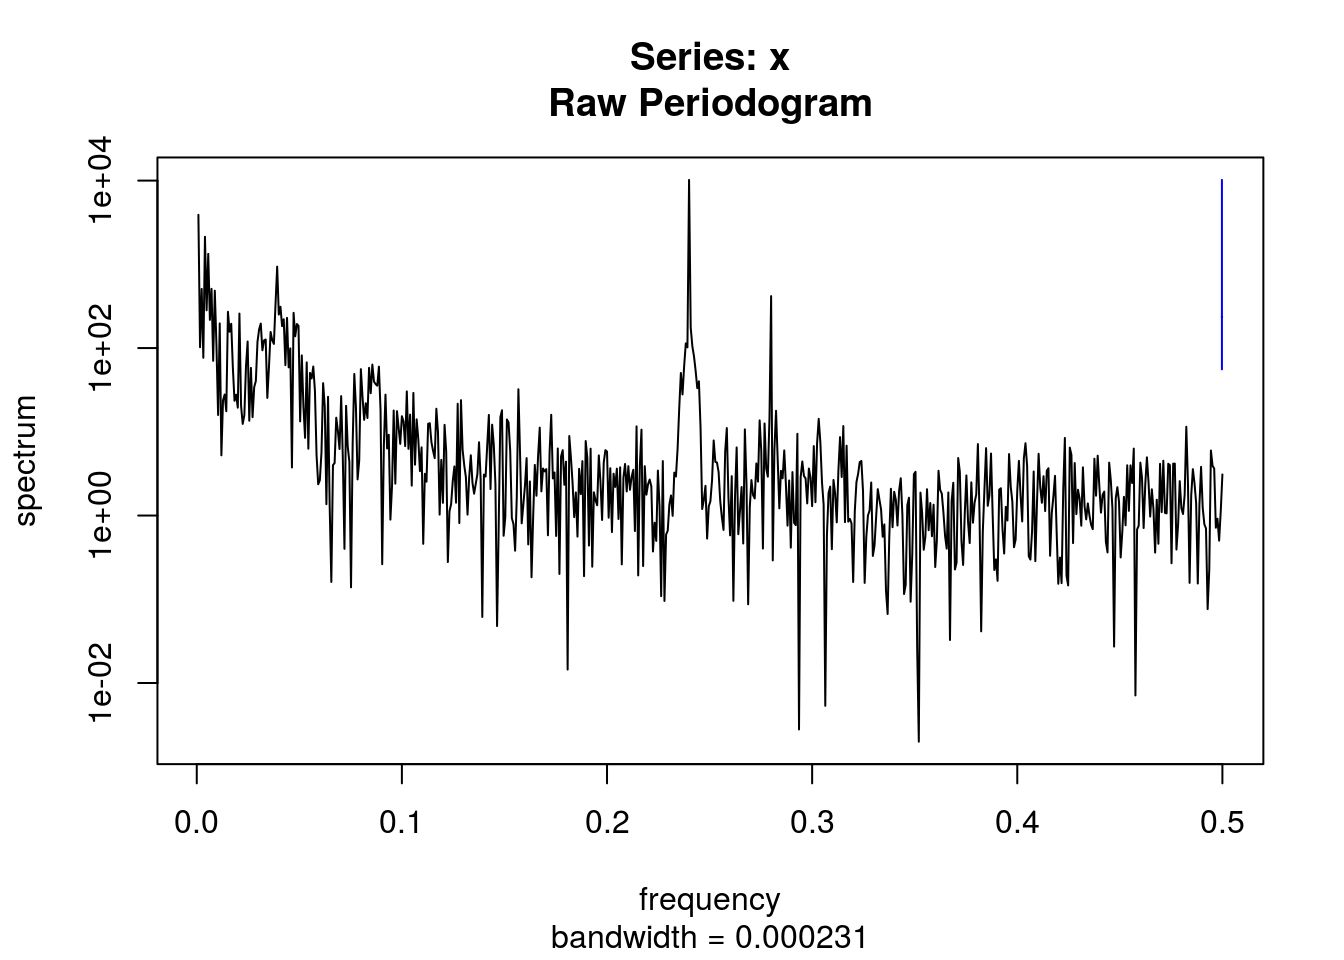 Series: x
Raw Periodogram
spectrum
1e+04
1e+02
1e+00
1e-02
0.0 0.1 0.2 0.3 0.4 0.5
frequency
bandwidth = 0.000231